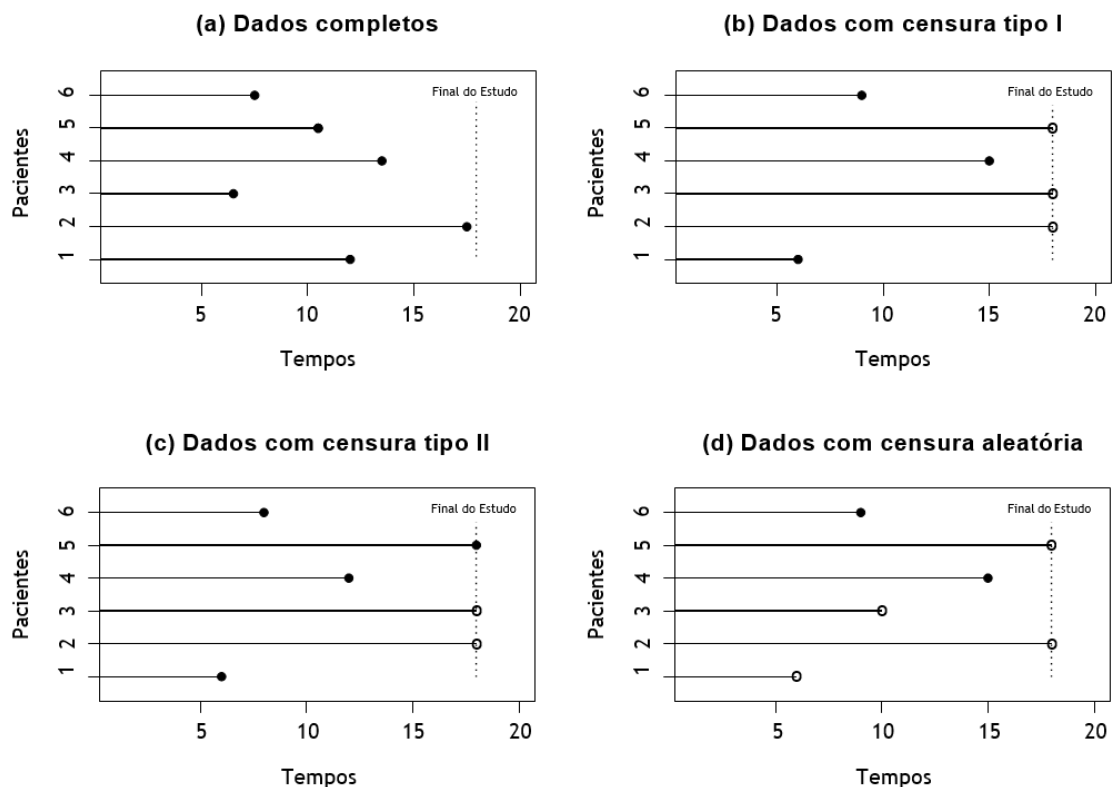 (a) Dados completos
Final do Estudo
Pacientes
6
5
4
3
2
1
5 10 15 20
Tempos
(b) Dados com censura tipo I
Final do Estudo
Pacientes
6
5
4
3
2
1
5 10 15 20
Tempos
(c) Dados com censura tipo II
Final do Estudo
Pacientes
6
5
4
3
2
1
5 10 15 20
Tempos
(d) Dados com censura aleatória
Final do Estudo
Pacientes
6
5
4
3
2
1
5 10 15 20
Tempos